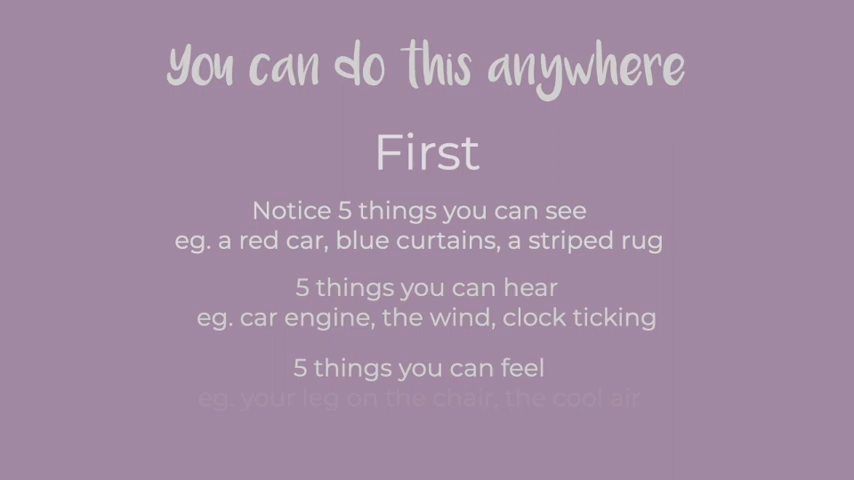 you can do this anywhere
First
Notice 5 things you can see
eg. a red car, blue curtains, a striped rug
5 things you can hear
eg. car engine, the wind, clock ticking
5 things you can feel
eg. your leg on the chair, the cool air